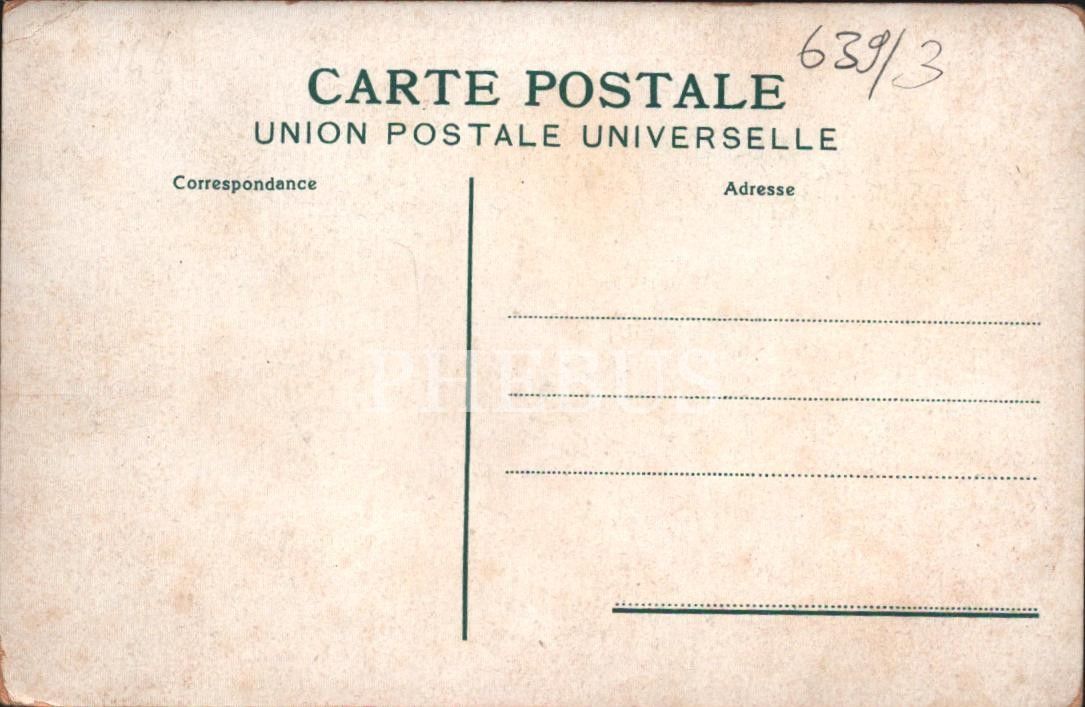 639/3
CARTE POSTALE
UNION POSTALE UNIVERSELLE
Correspondance
Adresse
PHEBUS